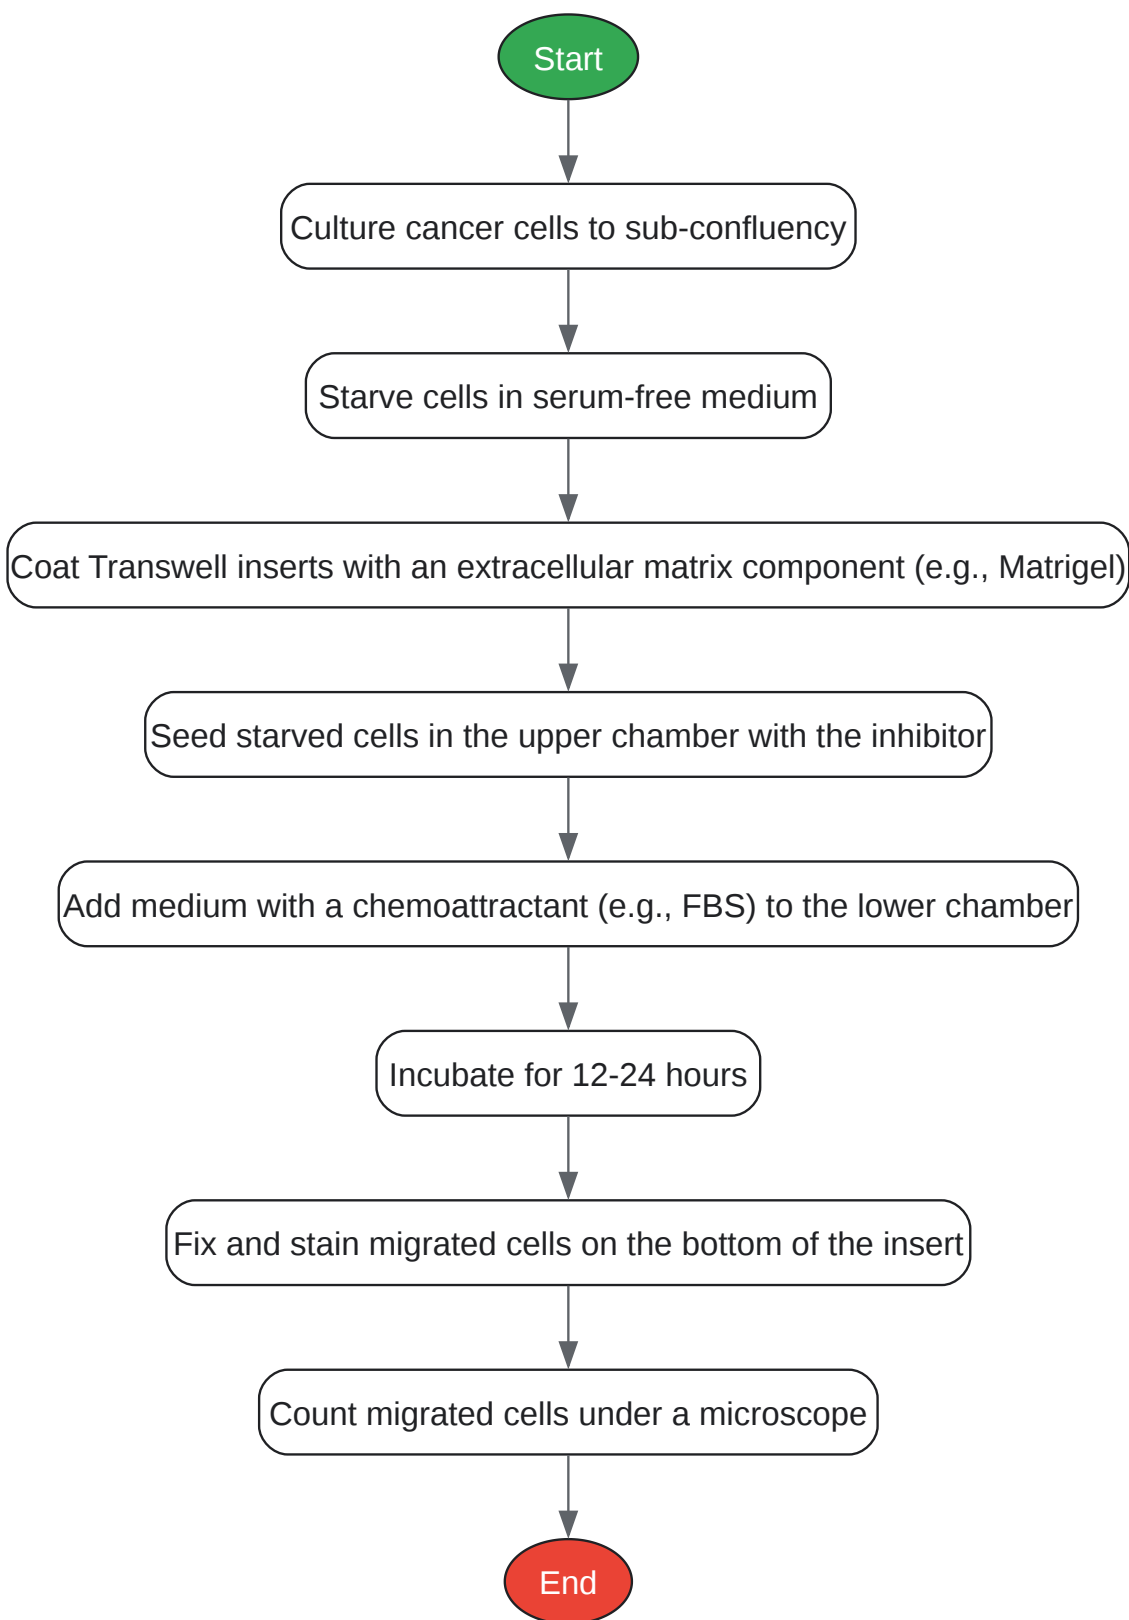 Start
Culture cancer cells to sub-confluency
Starve cells in serum-free medium
Coat Transwell inserts with an extracellular matrix component (e.g., Matrigel)
Seed starved cells in the upper chamber with the inhibitor
Add medium with a chemoattractant (e.g., FBS) to the lower chamber
Incubate for 12-24 hours
Fix and stain migrated cells on the bottom of the insert
Count migrated cells under a microscope
End